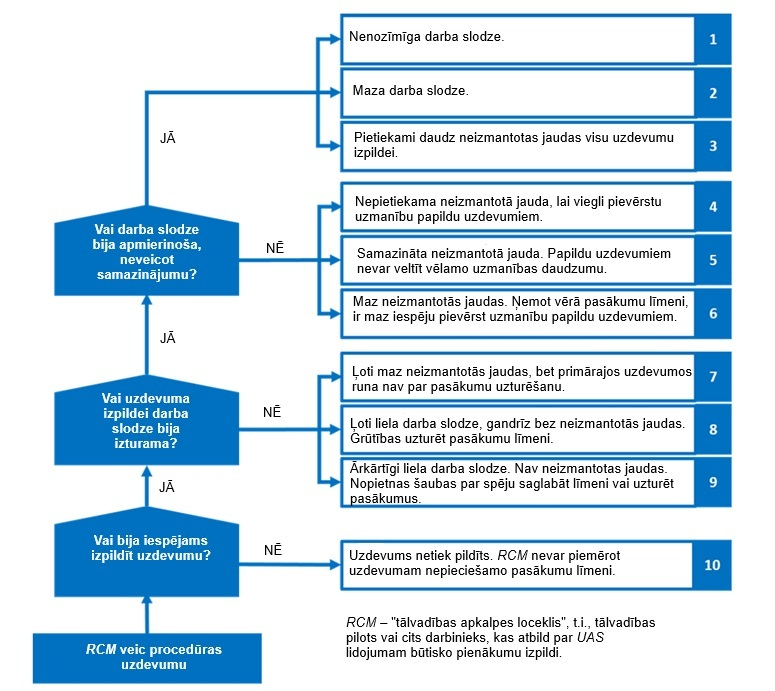 Nenozīmīga darba slodze.
1
Maza darba slodze.
2
JĀ
Pietiekami daudz neizmantotas jaudas visu uzdevumu
izpildei.
3
Vai darba slodze
bija apmierinoša,
neveicot
samazinājumu?
NĒ
Nepietiekama neizmantotā jauda, lai viegli pievērstu
uzmanību papildu uzdevumiem.
4
Samazināta neizmantotā jauda. Papildu uzdevumiem
nevar veltīt vēlamo uzmanības daudzumu.
5
Maz neizmantotās jaudas. Ņemot vērā pasākumu līmeni,
ir maz iespēju pievērst uzmanību papildu uzdevumiem.
6
JĀ
Vai uzdevuma
izpildei darba
slodze bija
izturama?
NĒ
Ļoti maz neizmantotās jaudas, bet primārajos uzdevumos
runa nav par pasākumu uzturēšanu.
7
Ļoti liela darba slodze, gandrīz bez neizmantotās jaudas.
Grūtības uzturēt pasākumu līmeni.
8
Ārkārtīgi liela darba slodze. Nav neizmantotas jaudas.
Nopietnas šaubas par spēju saglabāt līmeni vai uzturēt
pasākumus.
9
JĀ
Vai bija iespējams
izpildīt uzdevumu?
NĒ
Uzdevums netiek pildīts. RCM nevar piemērot
uzdevumam nepieciešamo pasākumu līmeni.
10
RCM veic procedūras
uzdevumu
RCM – "tālvadības apkalpes loceklis", t.i., tālvadības
pilots vai cits darbinieks, kas atbild par UAS
lidojumam būtisko pienākumu izpildi.